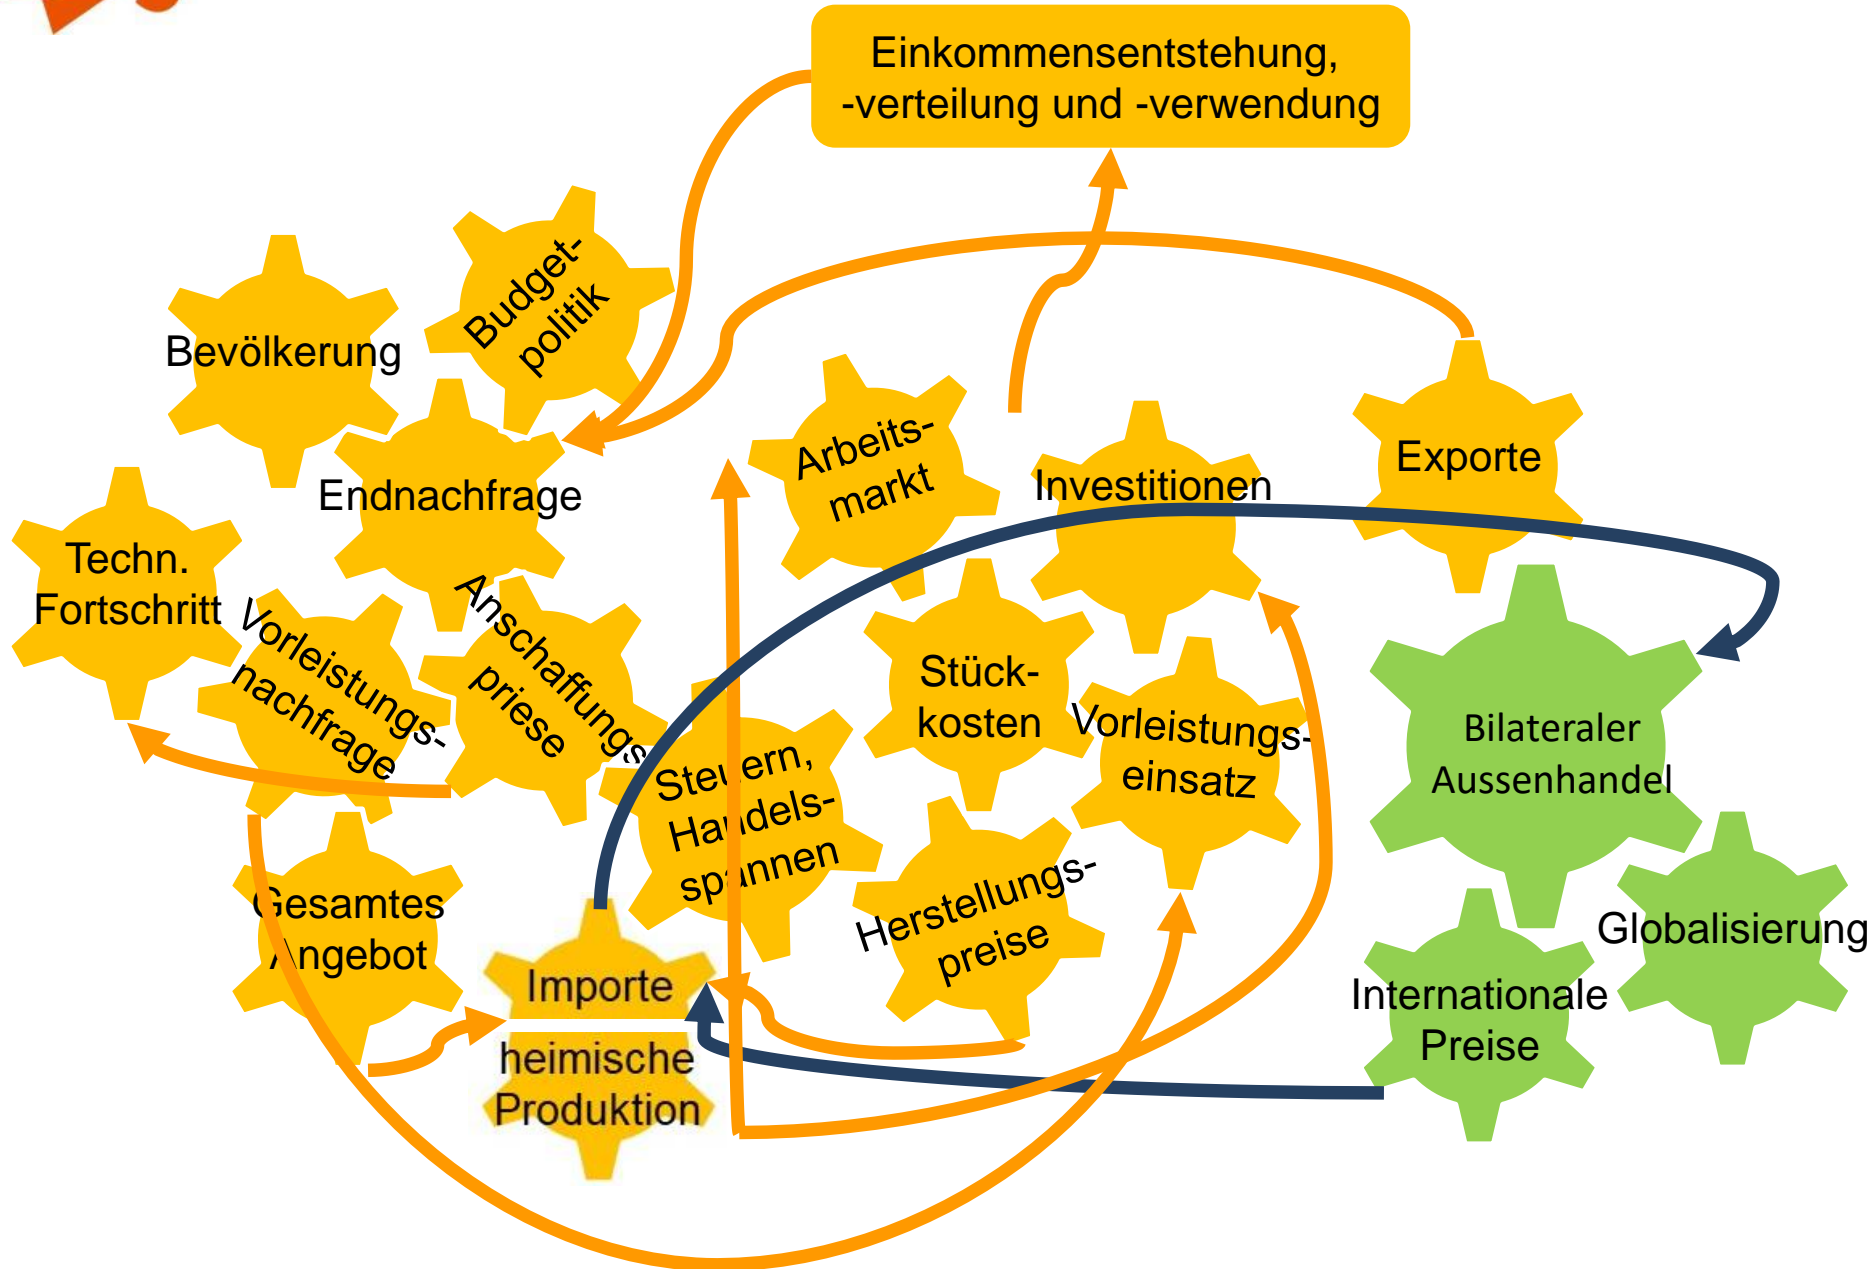 Einkommensentstehung,
-verteilung und -verwendung
Budget-
politik
Bevölkerung
Endnachfrage
Arbeits-
markt
Investitionen
Exporte
Techn.
Fortschritt
Vorleistungs-
nachfrage
Anschaffungs
priese
Steuern,
Handels-
spannen
Stück-
kosten
Vorleistungs-
einsatz
Bilateraler
Aussenhandel
Gesamtes
Angebot
Importe
heimische
Produktion
Herstellungs-
preise
Globalisierung
Internationale
Preise